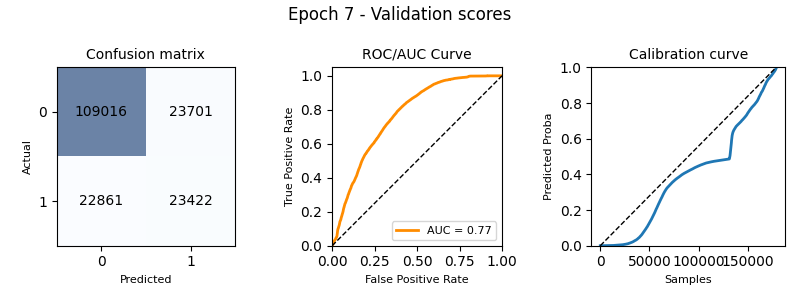 Epoch 7 - Validation scores
Confusion matrix
Actual
0
1
109016
23701
22861
23422
0
1
Predicted
ROC/AUC Curve
True Positive Rate
1.0
0.8
0.6
0.4
0.2
0.0
AUC = 0.77
0.00
0.25
0.50
0.75
1.00
False Positive Rate
Calibration curve
Predicted Proba
1.0
0.8
0.6
0.4
0.2
0.0
0
50000
100000
150000
Samples